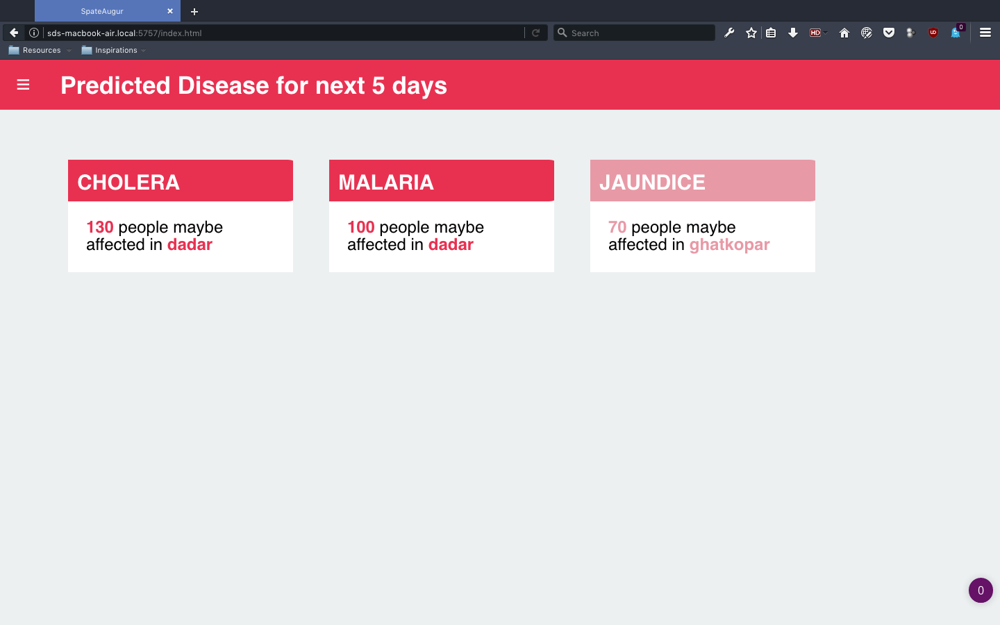 SpateAugur
sds-macbook-air.local:5757/index.html
Search
HD
0
Resources
Inspirations
Predicted Disease for next 5 days
CHOLERA
130 people maybe
affected in dadar
MALARIA
100 people maybe
affected in dadar
JAUNDICE
70 people maybe
affected in ghatkopar
0